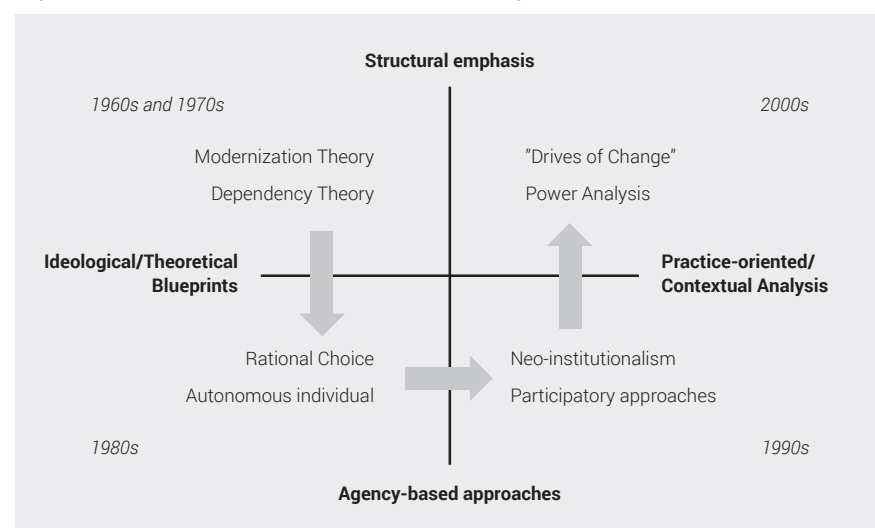 Structural emphasis
1960s and 1970s
2000s
Modernization Theory
"Drives of Change"
Dependency Theory
Power Analysis
Ideological/Theoretical
Blueprints
Practice-oriented/
Contextual Analysis
Rational Choice
Neo-institutionalism
Autonomous individual
Participatory approaches
1980s
1990s
Agency-based approaches